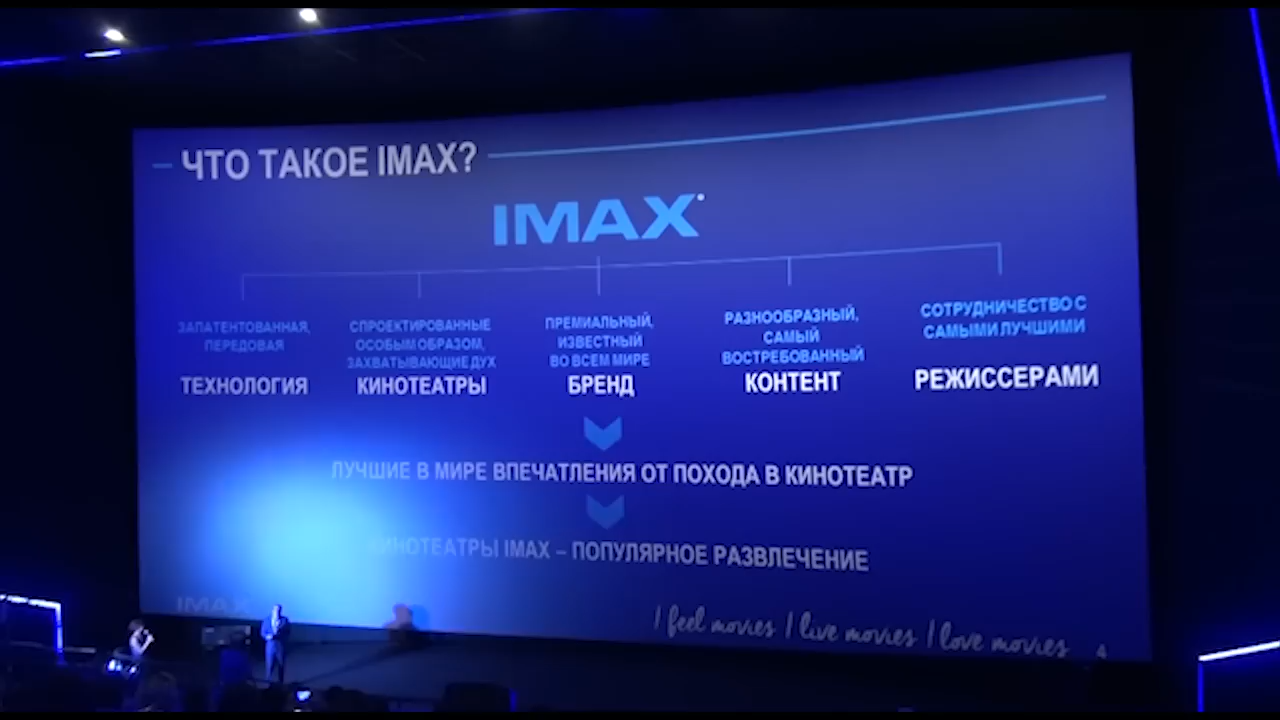 ЧТО ТАКОЕ IMAX?
IMAX
ЗАПАТЕНТОВАННАЯ,
ПЕРЕДОВАЯ
ТЕХНОЛОГИЯ
СПРОЕКТИРОВАННЫЕ
ОСОБЫМ ОБРАЗОМ,
ЗАХВАТЫВАЮЩИЕ ДУХ
КИНОТЕАТРЫ
ПРЕМИАЛЬНЫЙ,
ИЗВЕСТНЫЙ
ВО ВСЕМ МИРЕ
БРЕНД
РАЗНООБРАЗНЫЙ,
САМЫЙ
ВОСТРЕБОВАННЫЙ
КОНТЕНТ
СОТРУДНИЧЕСТВО С
САМЫМИ ЛУЧШИМИ
РЕЖИССЕРАМИ
ЛУЧШИЕ В МИРЕ ВПЕЧАТЛЕНИЯ ОТ ПОХОДА В КИНОТЕАТР
КИНОТЕАТРЫ IMAX – ПОПУЛЯРНОЕ РАЗВЛЕЧЕНИЕ
IMAX
I feel movies I live movies I love movies
4